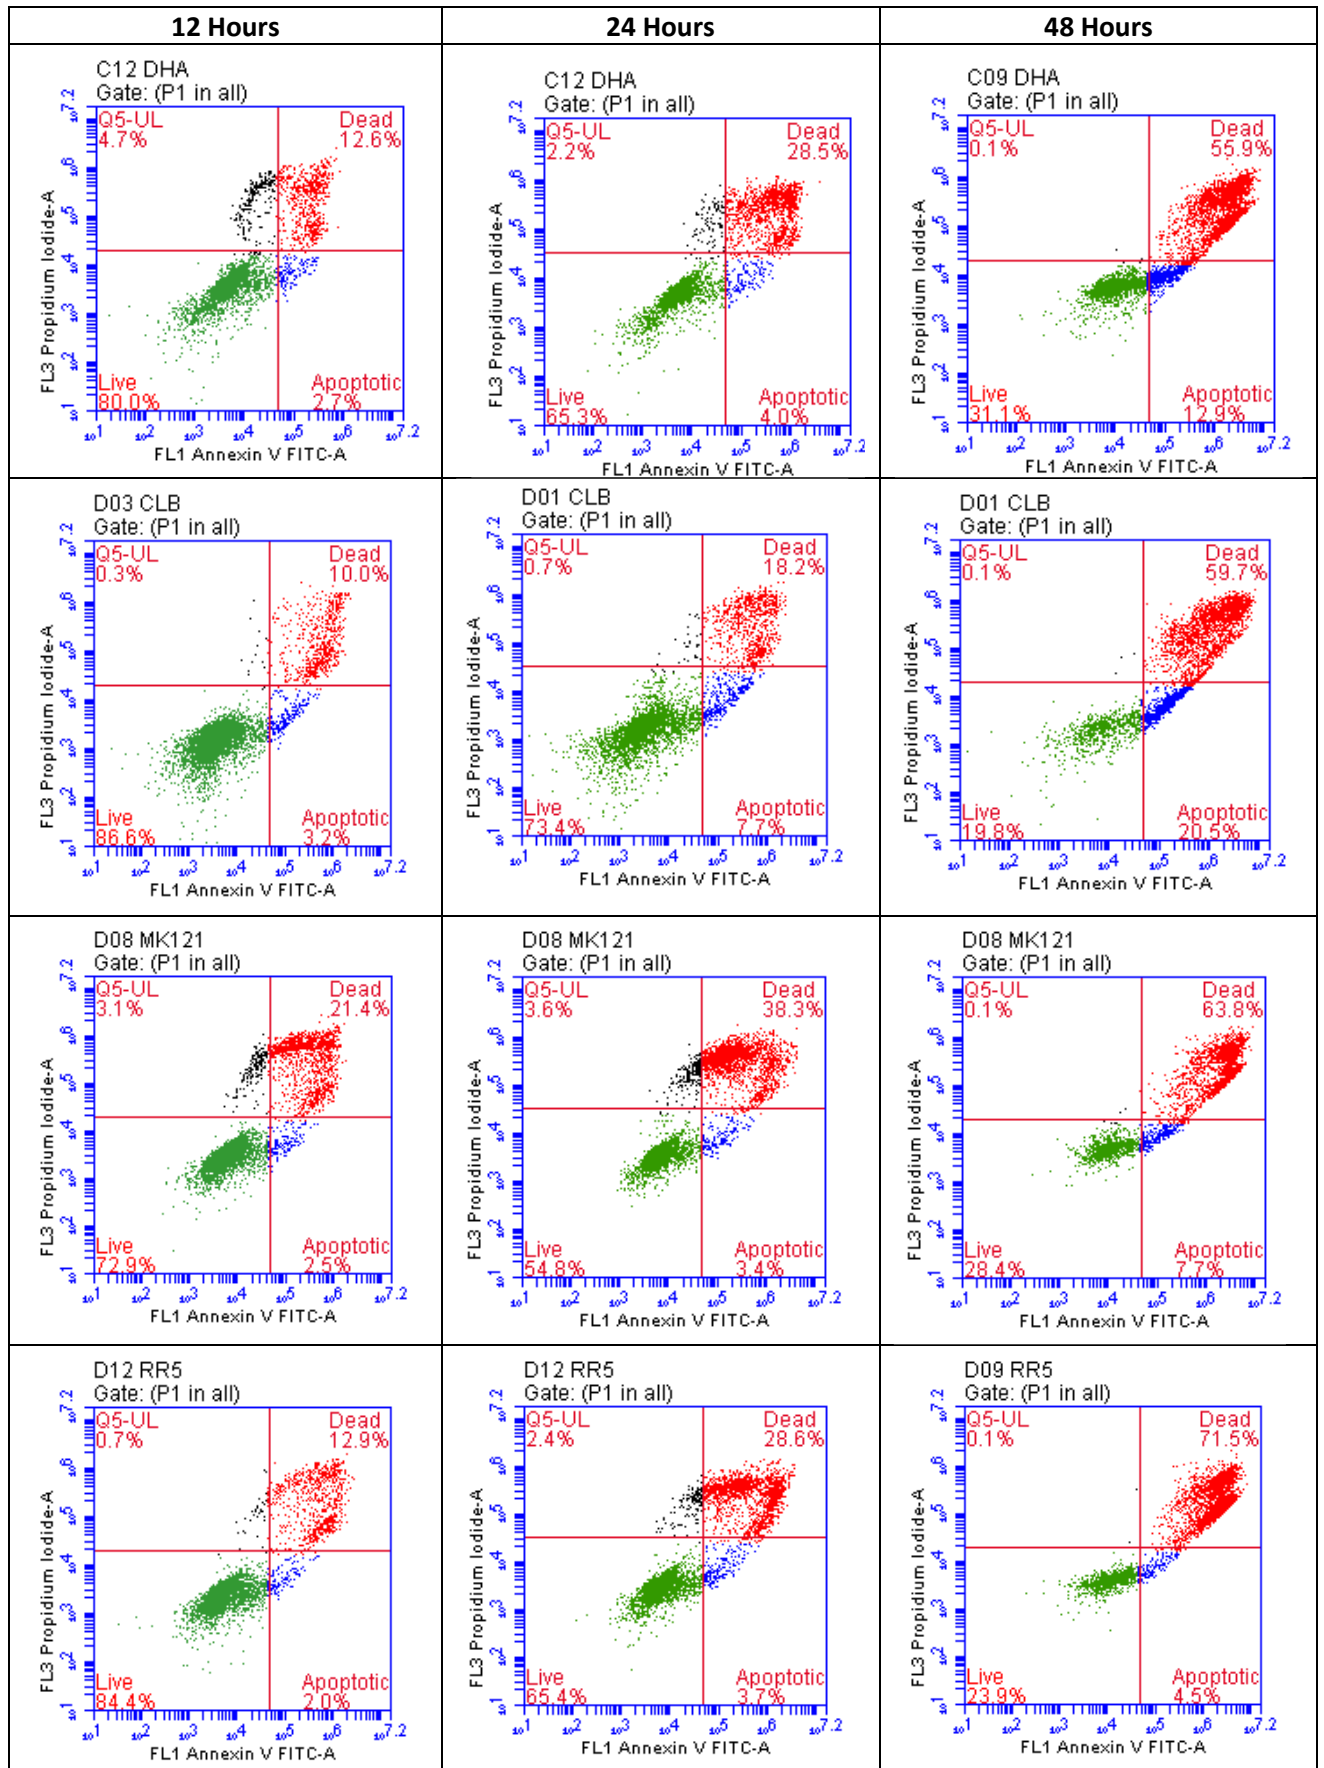 12 Hours
24 Hours
48 Hours
C12 DHA
Gate: (P1 in all)
Q5-UL
4.7%
Dead
12.6%
Live
80.0%
Apoptotic
2.7%
FL3 Propidium Iodide-A
FL1 Annexin V FITC-A
C12 DHA
Gate: (P1 in all)
Q5-UL
2.2%
Dead
28.5%
Live
65.3%
Apoptotic
4.0%
FL3 Propidium Iodide-A
FL1 Annexin V FITC-A
C09 DHA
Gate: (P1 in all)
Q5-UL
0.1%
Dead
55.9%
Live
31.1%
Apoptotic
12.9%
FL3 Propidium Iodide-A
FL1 Annexin V FITC-A
D03 CLB
Gate: (P1 in all)
Q5-UL
0.3%
Dead
10.0%
Live
86.6%
Apoptotic
3.2%
FL3 Propidium Iodide-A
FL1 Annexin V FITC-A
D01 CLB
Gate: (P1 in all)
Q5-UL
0.7%
Dead
18.2%
Live
73.4%
Apoptotic
7.7%
FL3 Propidium Iodide-A
FL1 Annexin V FITC-A
D01 CLB
Gate: (P1 in all)
Q5-UL
0.1%
Dead
59.7%
Live
19.8%
Apoptotic
20.5%
FL3 Propidium Iodide-A
FL1 Annexin V FITC-A
D08 MK121
Gate: (P1 in all)
Q5-UL
3.1%
Dead
21.4%
Live
72.9%
Apoptotic
2.5%
FL3 Propidium Iodide-A
FL1 Annexin V FITC-A
D08 MK121
Gate: (P1 in all)
Q5-UL
3.6%
Dead
38.3%
Live
54.8%
Apoptotic
3.4%
FL3 Propidium Iodide-A
FL1 Annexin V FITC-A
D08 MK121
Gate: (P1 in all)
Q5-UL
0.1%
Dead
63.8%
Live
28.4%
Apoptotic
7.7%
FL3 Propidium Iodide-A
FL1 Annexin V FITC-A
D12 RR5
Gate: (P1 in all)
Q5-UL
0.7%
Dead
12.9%
Live
84.4%
Apoptotic
2.0%
FL3 Propidium Iodide-A
FL1 Annexin V FITC-A
D12 RR5
Gate: (P1 in all)
Q5-UL
2.4%
Dead
28.6%
Live
65.4%
Apoptotic
3.7%
FL3 Propidium Iodide-A
FL1 Annexin V FITC-A
D09 RR5
Gate: (P1 in all)
Q5-UL
0.1%
Dead
71.5%
Live
23.9%
Apoptotic
4.5%
FL3 Propidium Iodide-A
FL1 Annexin V FITC-A